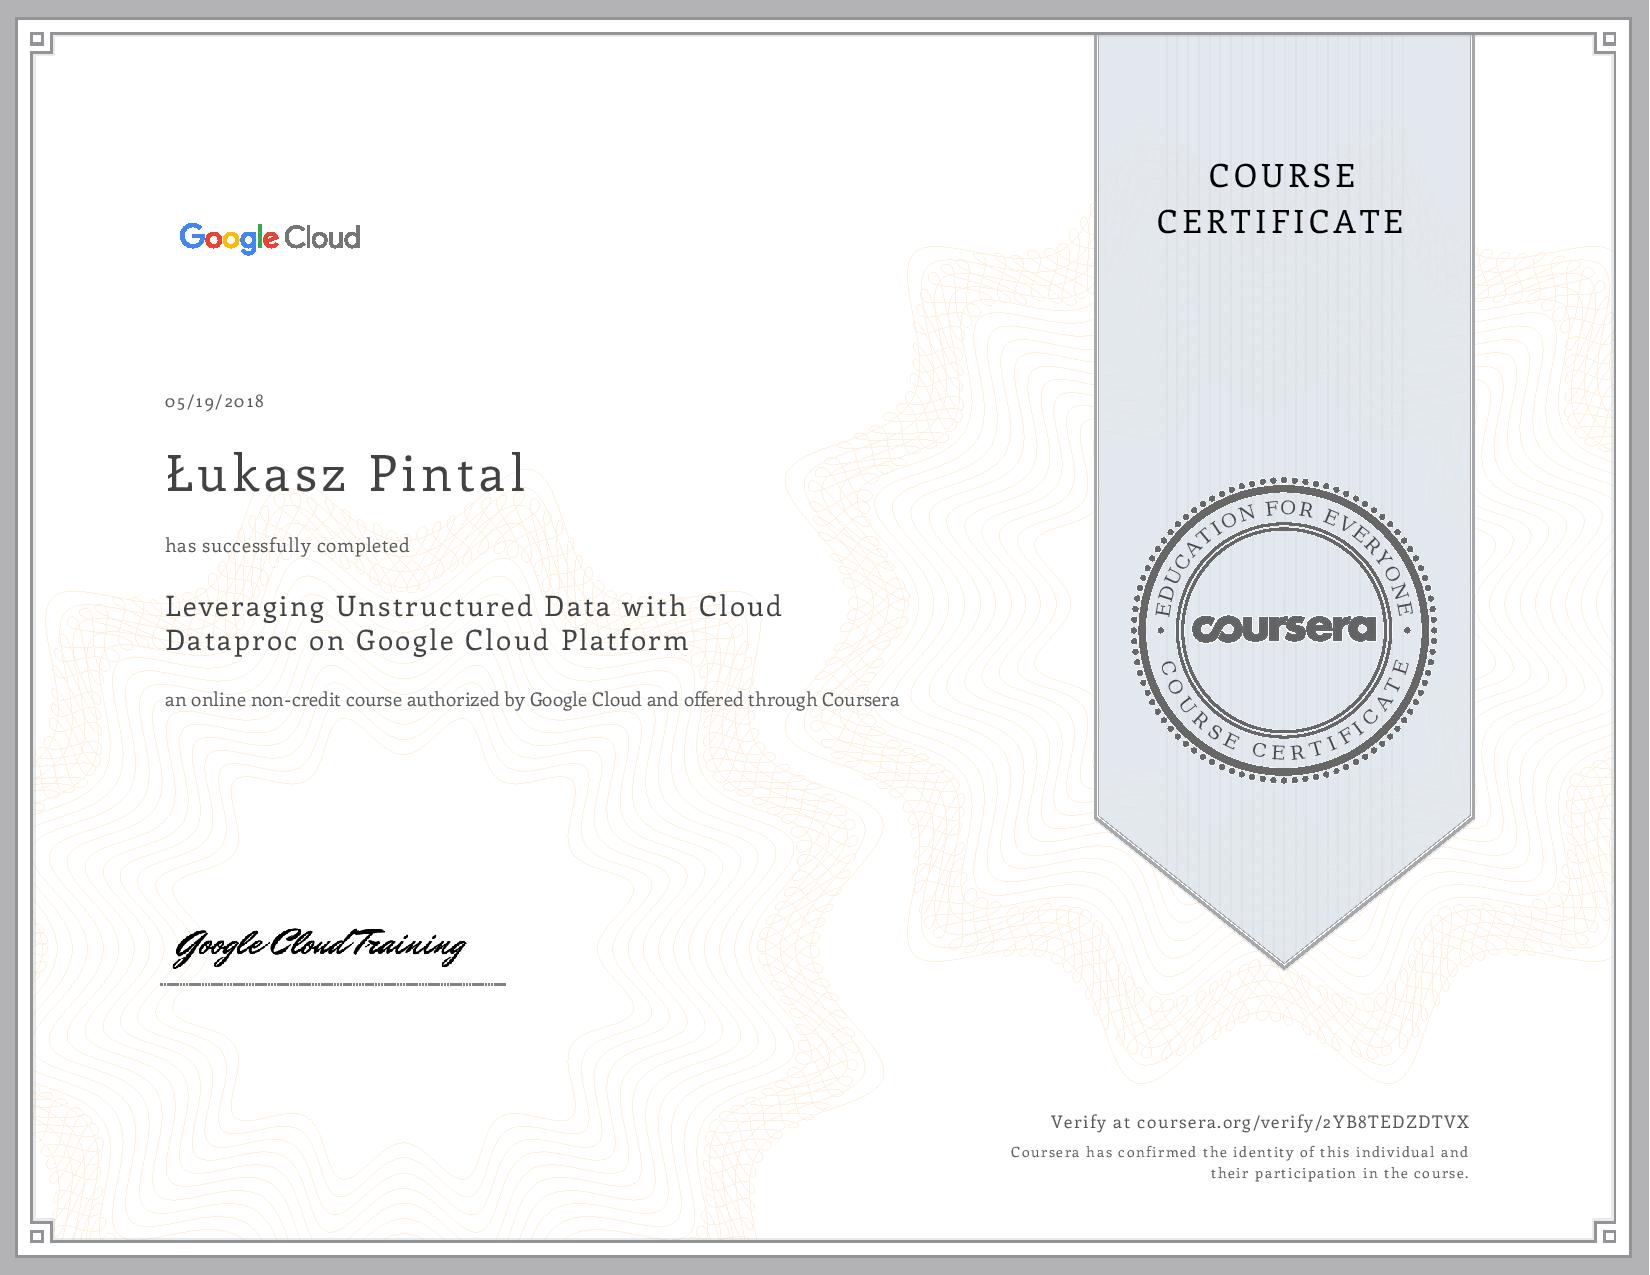 Google Cloud
COURSE
CERTIFICATE
05/19/2018
Łukasz Pintal
has successfully completed
Leveraging Unstructured Data with Cloud
Dataproc on Google Cloud Platform
an online non-credit course authorized by Google Cloud and offered through Coursera
EDUCATION FOR EVERYONE
coursera
COURSE CERTIFICATE
Google Cloud Training
Verify at coursera.org/verify/2YB8TEDZDTVX
Coursera has confirmed the identity of this individual and
their participation in the course.